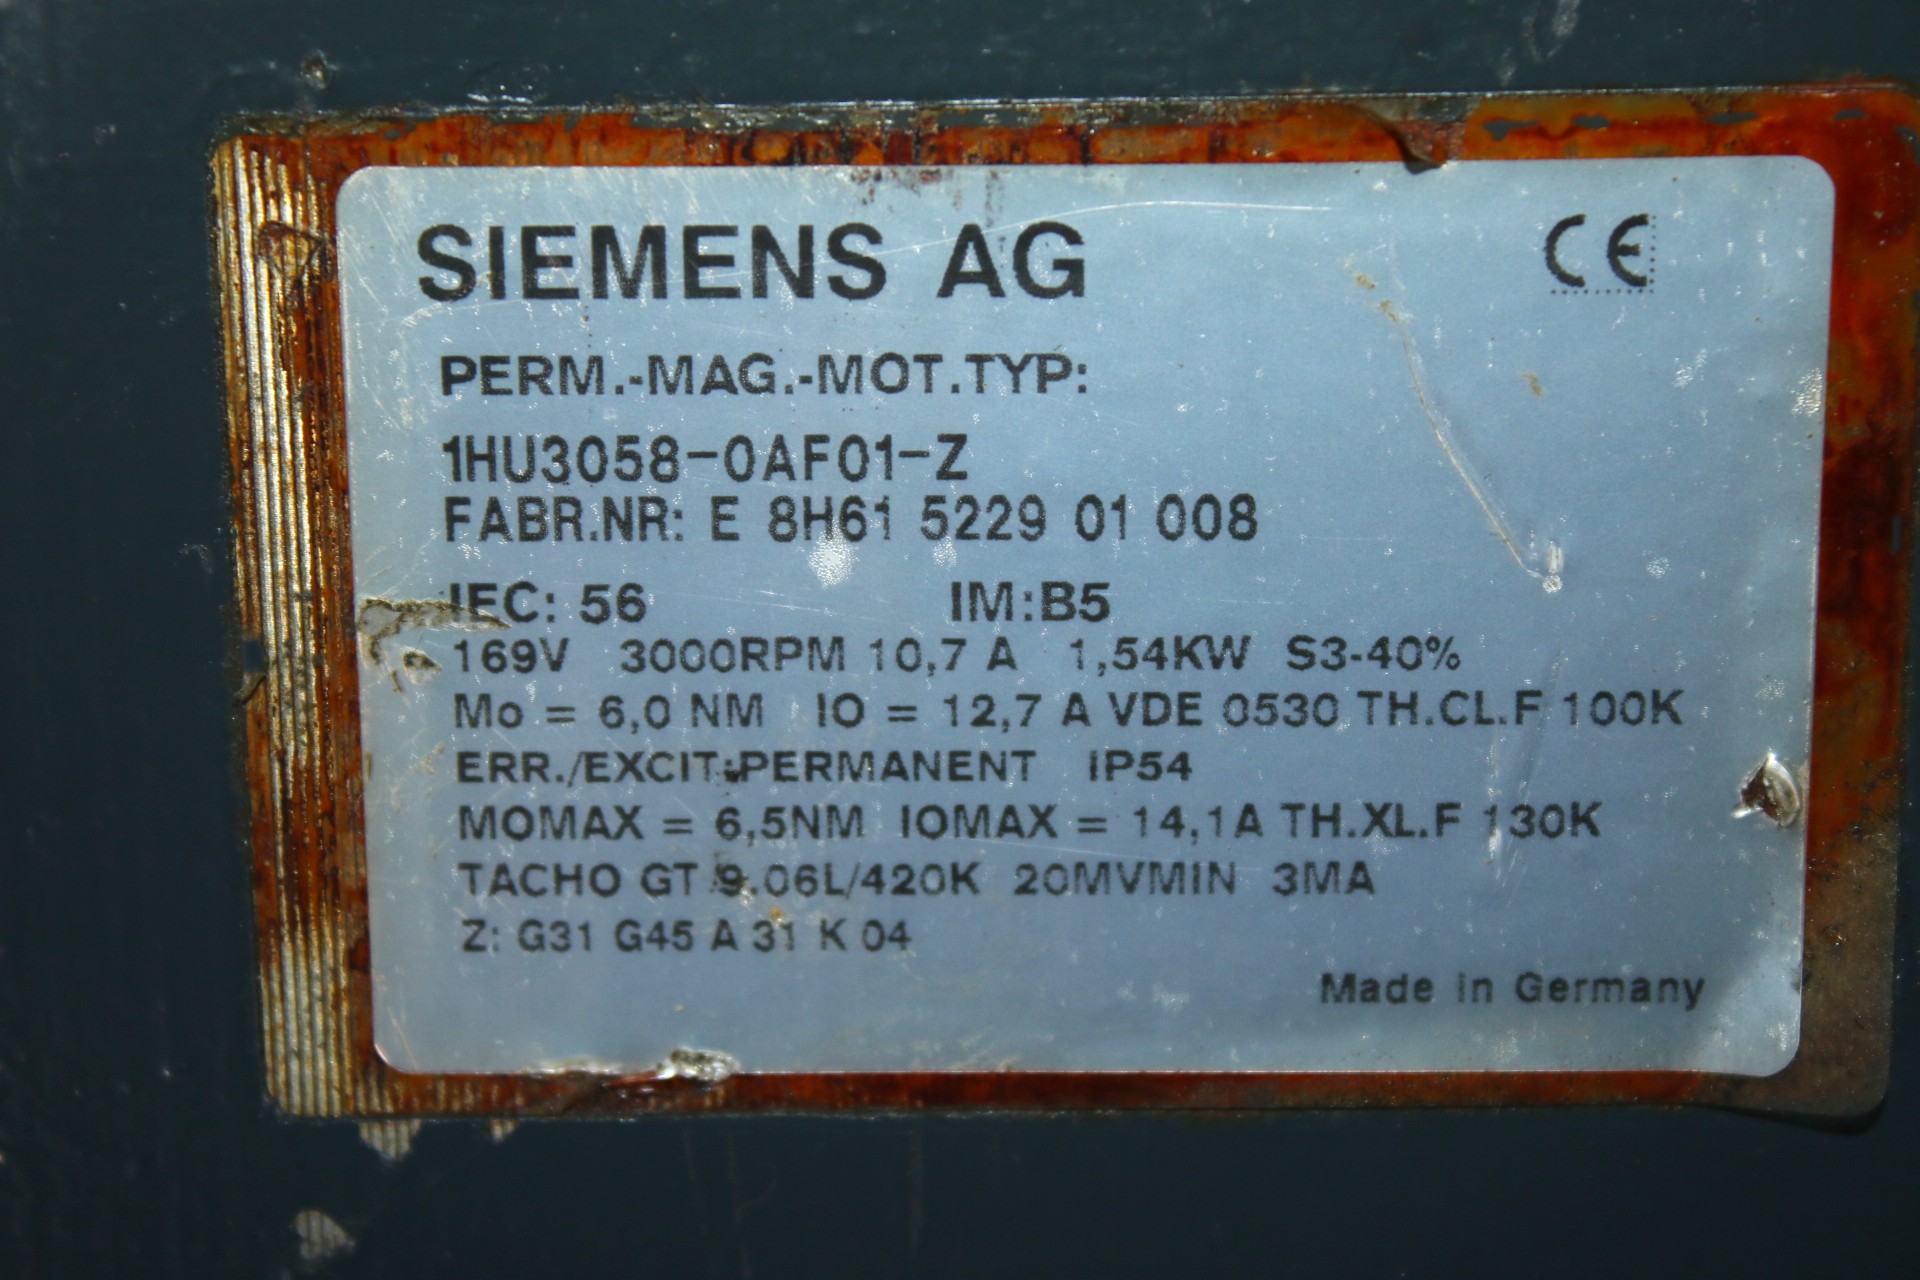 SIEMENS AG CE
PERM.-MAG.-MOT.TYP:
1HU3058-0AF01-Z
FABR.NR: E 8H61 5229 01 008
IEC: 56 IM:B5
169V 3000RPM 10,7 A 1,54KW S3-40%
Mo = 6,0 NM IO = 12,7 A VDE 0530 TH.CL.F 100K
ERR./EXCIT:PERMANENT IP54
MOMAX = 6,5NM IOMAX = 14,1A TH.XL.F 130K
TACHO GT 9.06L/420K 20MVMIN 3MA
Z: G31 G45 A 31 K 04
Made in Germany